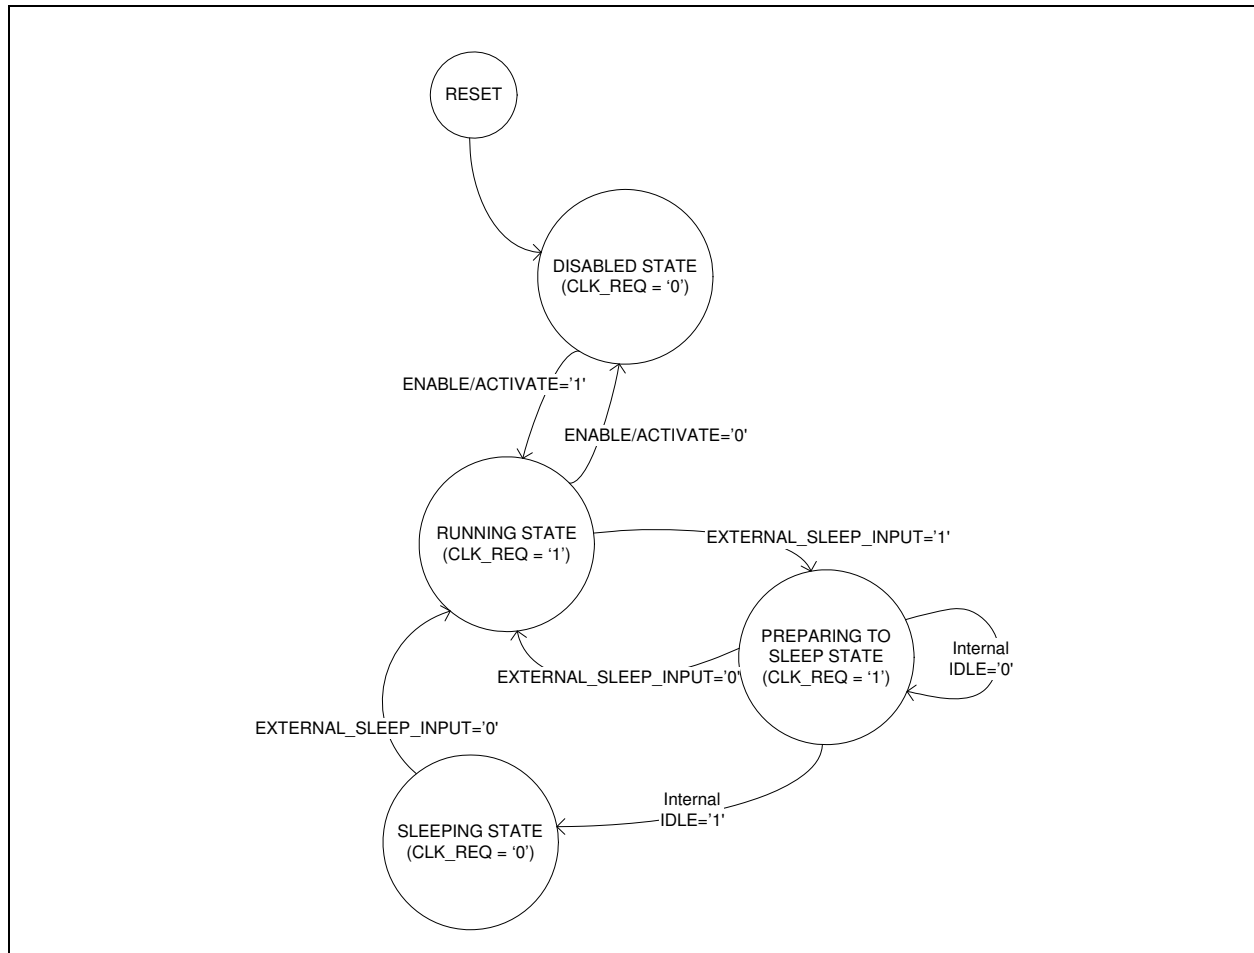 RESET
DISABLED STATE
(CLK_REQ = ‘0’)
ENABLE/ACTIVATE='1'
ENABLE/ACTIVATE='0'
RUNNING STATE
(CLK_REQ = ‘1’)
EXTERNAL_SLEEP_INPUT='1'
PREPARING TO
SLEEP STATE
(CLK_REQ = ‘1’)
Internal
IDLE='0'
EXTERNAL_SLEEP_INPUT='0'
EXTERNAL_SLEEP_INPUT='0'
Internal
IDLE='1'
SLEEPING STATE
(CLK_REQ = ‘0’)